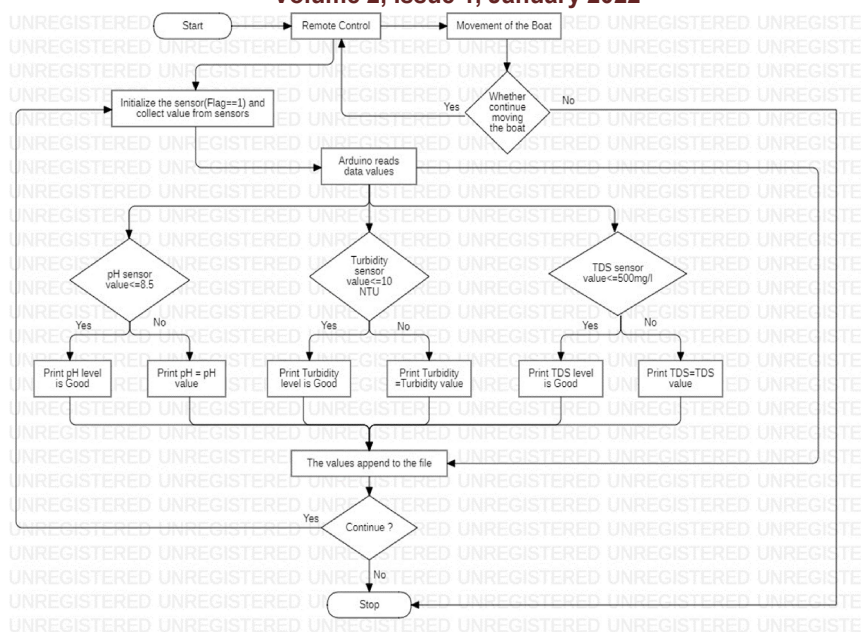 Volume 2, Issue 1, January 2022
Start
Remote Control
Movement of the Boat
Initialize the sensor(Flag==1) and
collect value from sensors
Yes
Whether
continue
moving
the boat
No
Arduino reads
data values
pH sensor
value<=8.5
Turbidity
sensor
value<=10
NTU
TDS sensor
value<=500mg/l
Yes
No
Yes
No
Yes
No
Print pH level
is Good
Print pH = pH
value
Print Turbidity
level is Good
Print Turbidity
=Turbidity value
Print TDS level
is Good
Print TDS=TDS
value
The values append to the file
Yes
Continue ?
No
Stop
UNREGISTERED